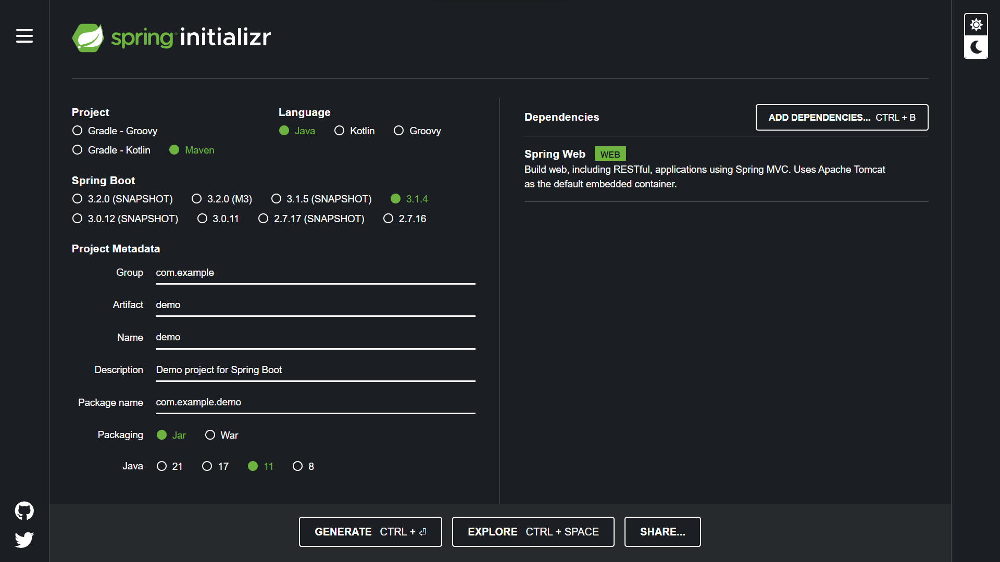 spring initializr
Project
Gradle - Groovy
Gradle - Kotlin Maven
Language
Java Kotlin Groovy
Spring Boot
3.2.0 (SNAPSHOT) 3.2.0 (M3) 3.1.5 (SNAPSHOT) 3.1.4
3.0.12 (SNAPSHOT) 3.0.11 2.7.17 (SNAPSHOT) 2.7.16
Project Metadata
Group com.example
Artifact demo
Name demo
Description Demo project for Spring Boot
Package name com.example.demo
Packaging Jar War
Java 21 17 11 8
Dependencies ADD DEPENDENCIES... CTRL + B
Spring Web WEB
Build web, including RESTful, applications using Spring MVC. Uses Apache Tomcat
as the default embedded container.
GENERATE CTRL + ⏎ EXPLORE CTRL + SPACE SHARE...